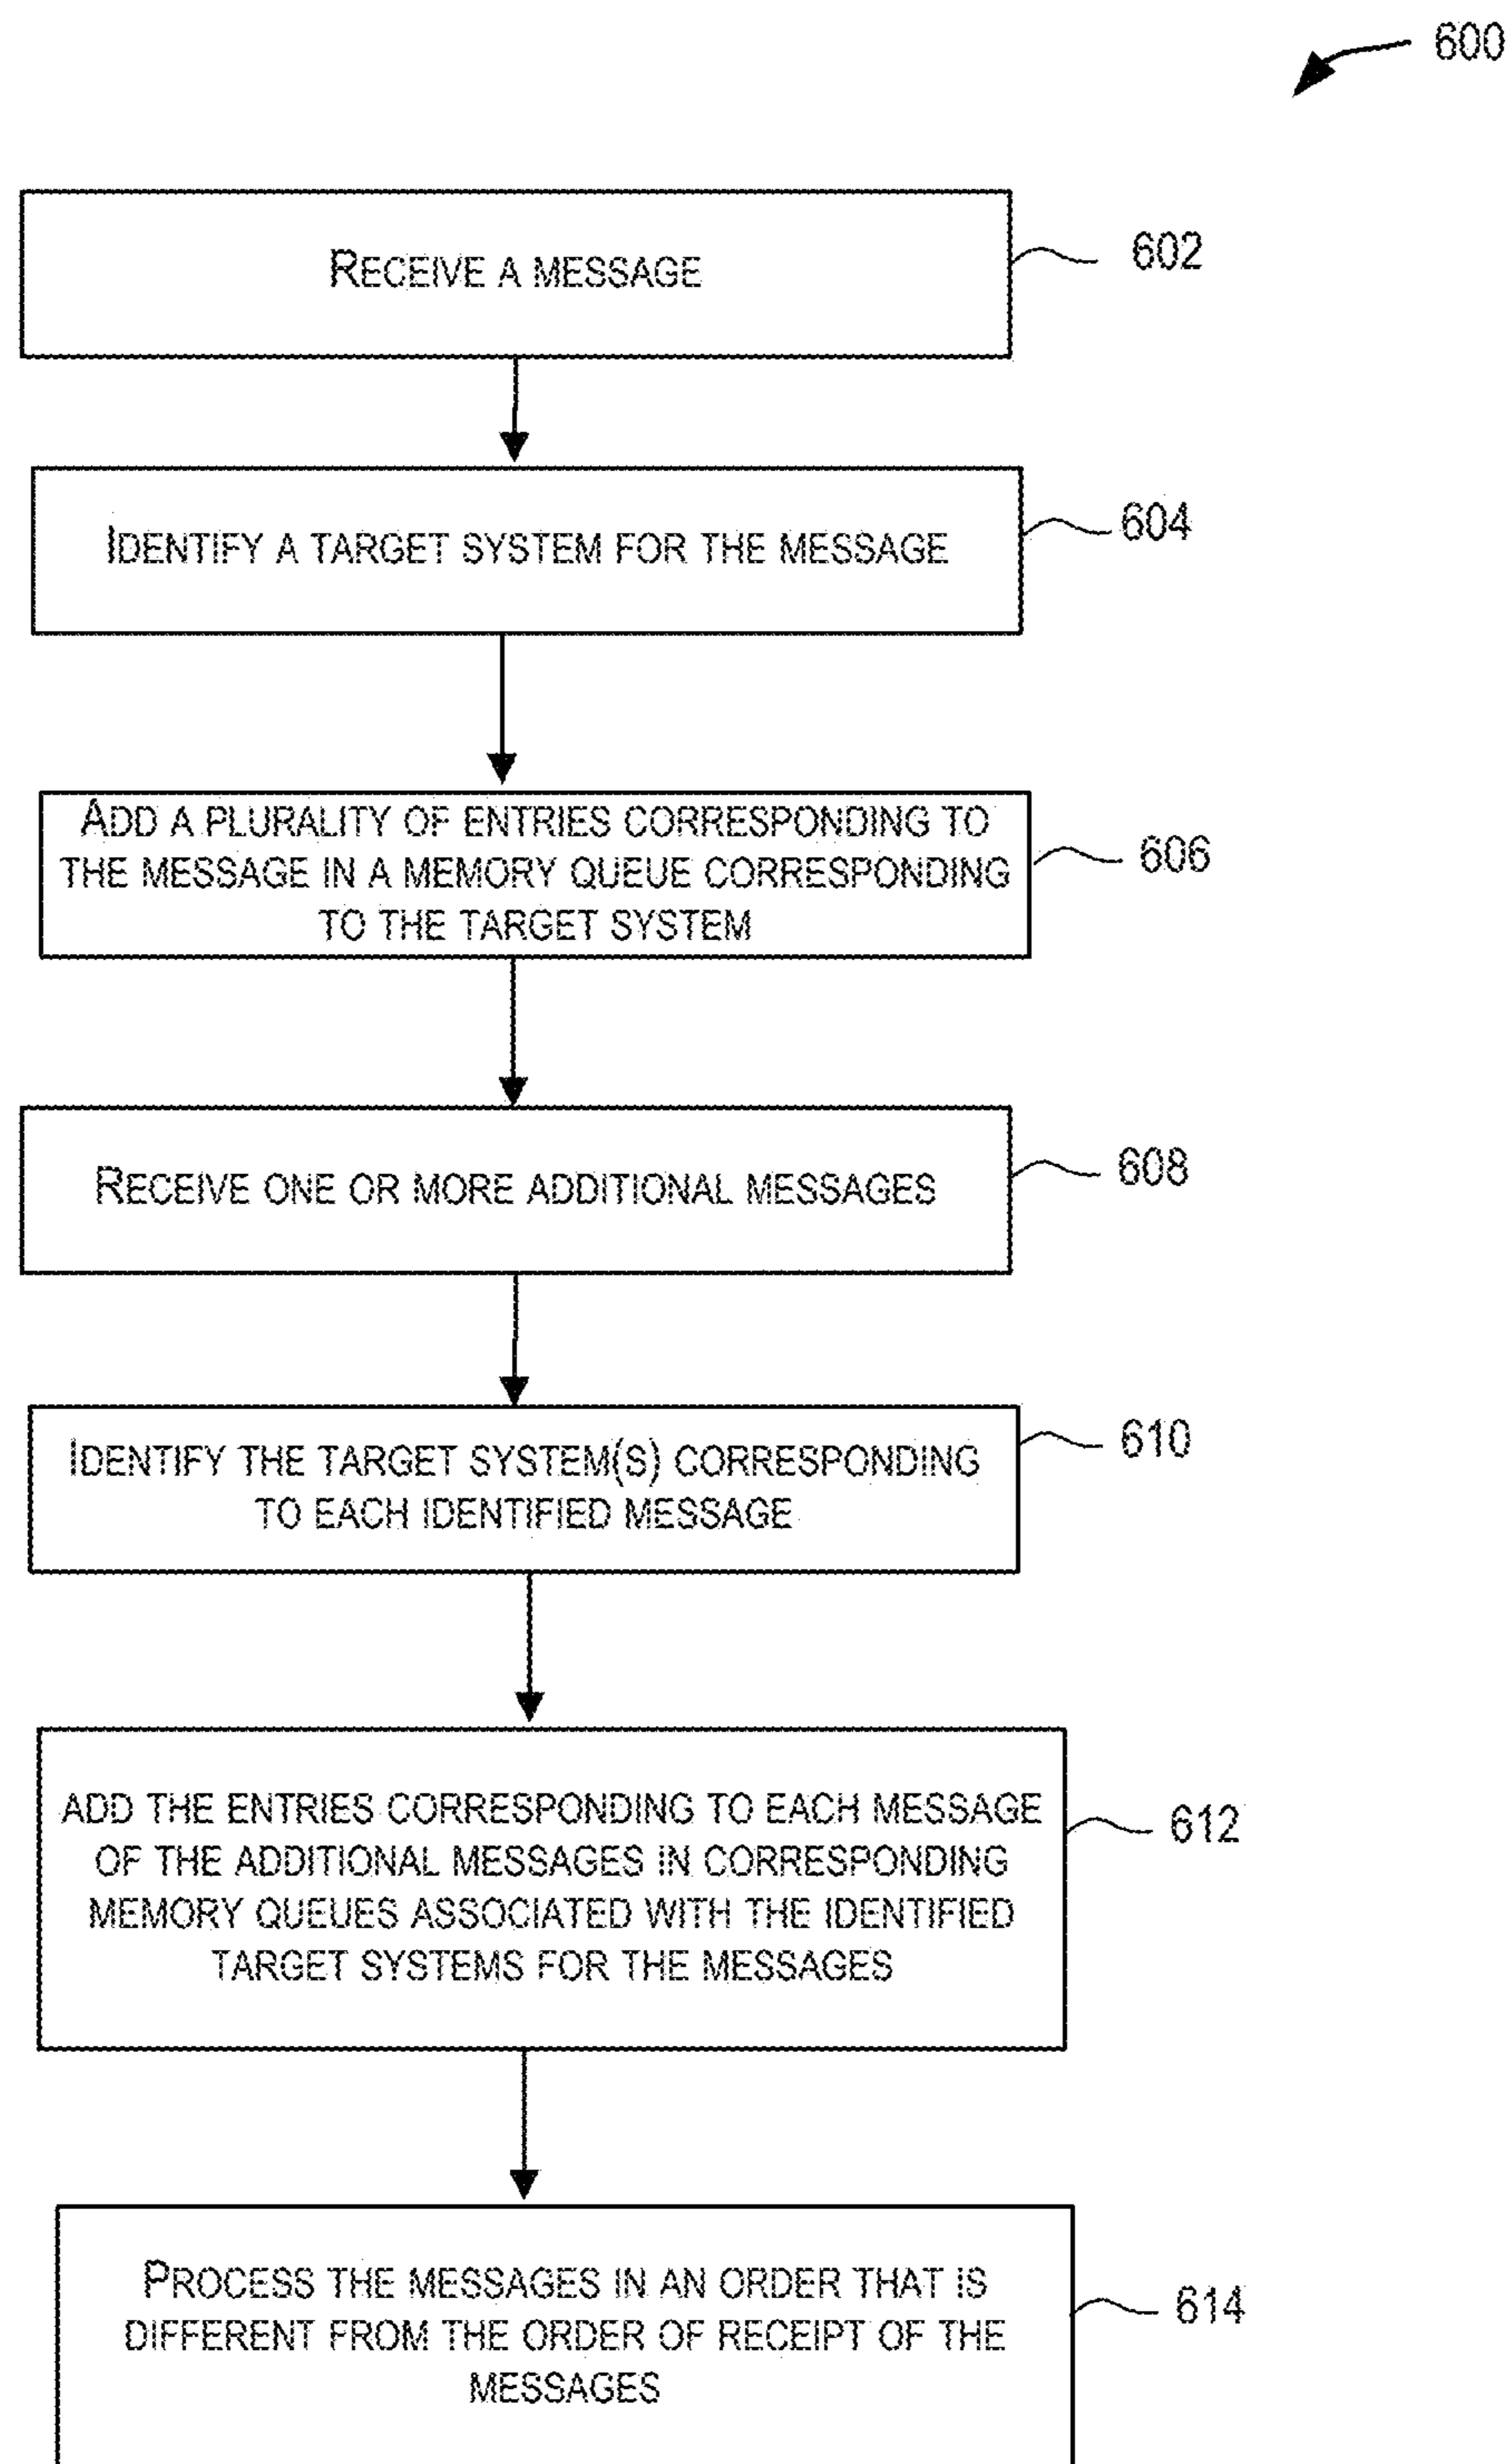 600
RECEIVE A MESSAGE
602
IDENTIFY A TARGET SYSTEM FOR THE MESSAGE
604
ADD A PLURALITY OF ENTRIES CORRESPONDING TO
THE MESSAGE IN A MEMORY QUEUE CORRESPONDING
TO THE TARGET SYSTEM
606
RECEIVE ONE OR MORE ADDITIONAL MESSAGES
608
IDENTIFY THE TARGET SYSTEM(S) CORRESPONDING
TO EACH IDENTIFIED MESSAGE
610
ADD THE ENTRIES CORRESPONDING TO EACH MESSAGE
OF THE ADDITIONAL MESSAGES IN CORRESPONDING
MEMORY QUEUES ASSOCIATED WITH THE IDENTIFIED
TARGET SYSTEMS FOR THE MESSAGES
612
PROCESS THE MESSAGES IN AN ORDER THAT IS
DIFFERENT FROM THE ORDER OF RECEIPT OF THE
MESSAGES
614